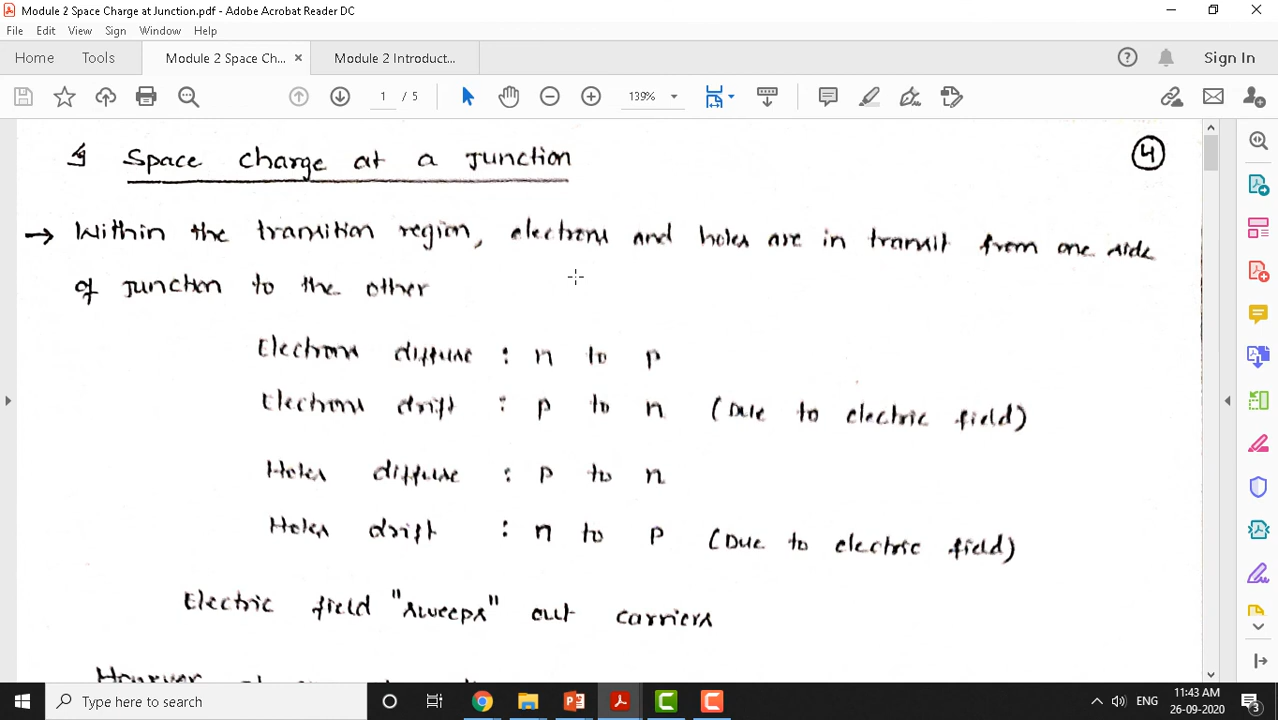 Module 2 Space Charge at Junction.pdf - Adobe Acrobat Reader DC
File Edit View Sign Window Help
Home Tools Module 2 Space Ch... × Module 2 Introduct... Sign In
1 / 5 139%
Space charge at a Junction
4
→ Within the transition region, electrons and holes are in transit from one side
of junction to the other
Electrons diffuse : n to p
Electrons drift : p to n (Due to electric field)
Holes diffuse : p to n
Holes drift : n to p (Due to electric field)
Electric field "sweeps" out carriers
However
Type here to search
ENG
11:43 AM
26-09-2020
3